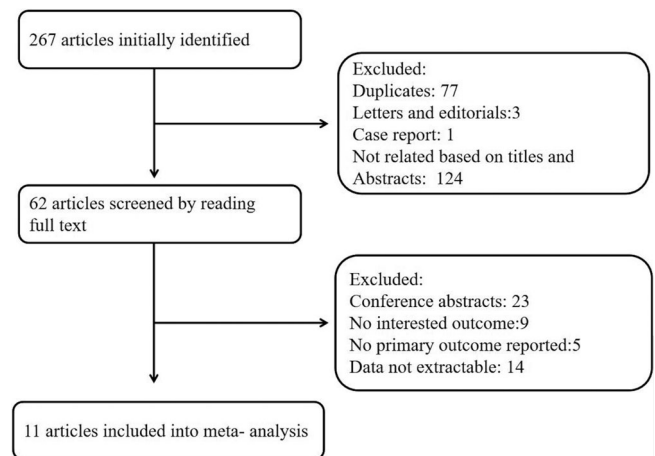 267 articles initially identified
Excluded:
Duplicates: 77
Letters and editorials:3
Case report: 1
Not related based on titles and
Abstracts: 124
62 articles screened by reading
full text
Excluded:
Conference abstracts: 23
No interested outcome:9
No primary outcome reported:5
Data not extractable: 14
11 articles included into meta- analysis